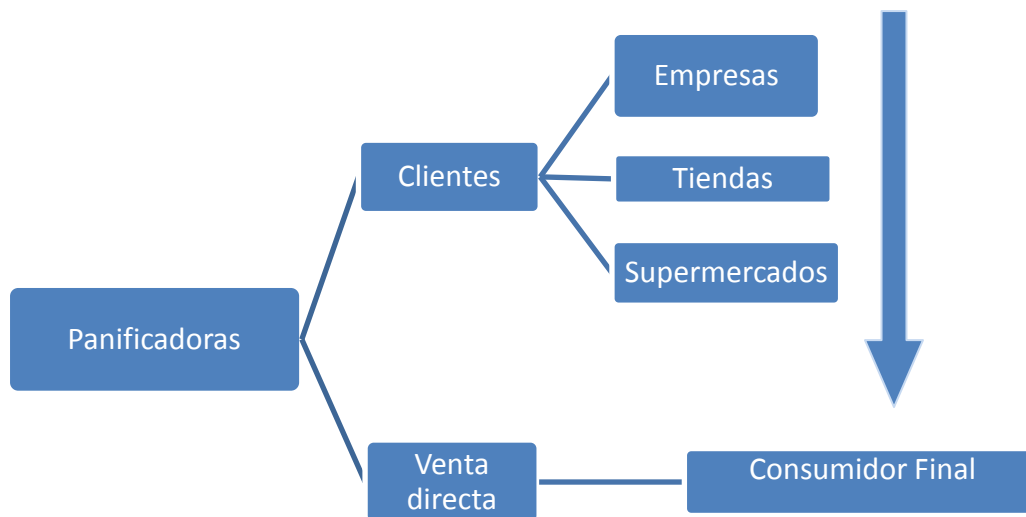 Empresas
Clientes
Tiendas
Supermercados
Panificadoras
Venta
directa
Consumidor Final